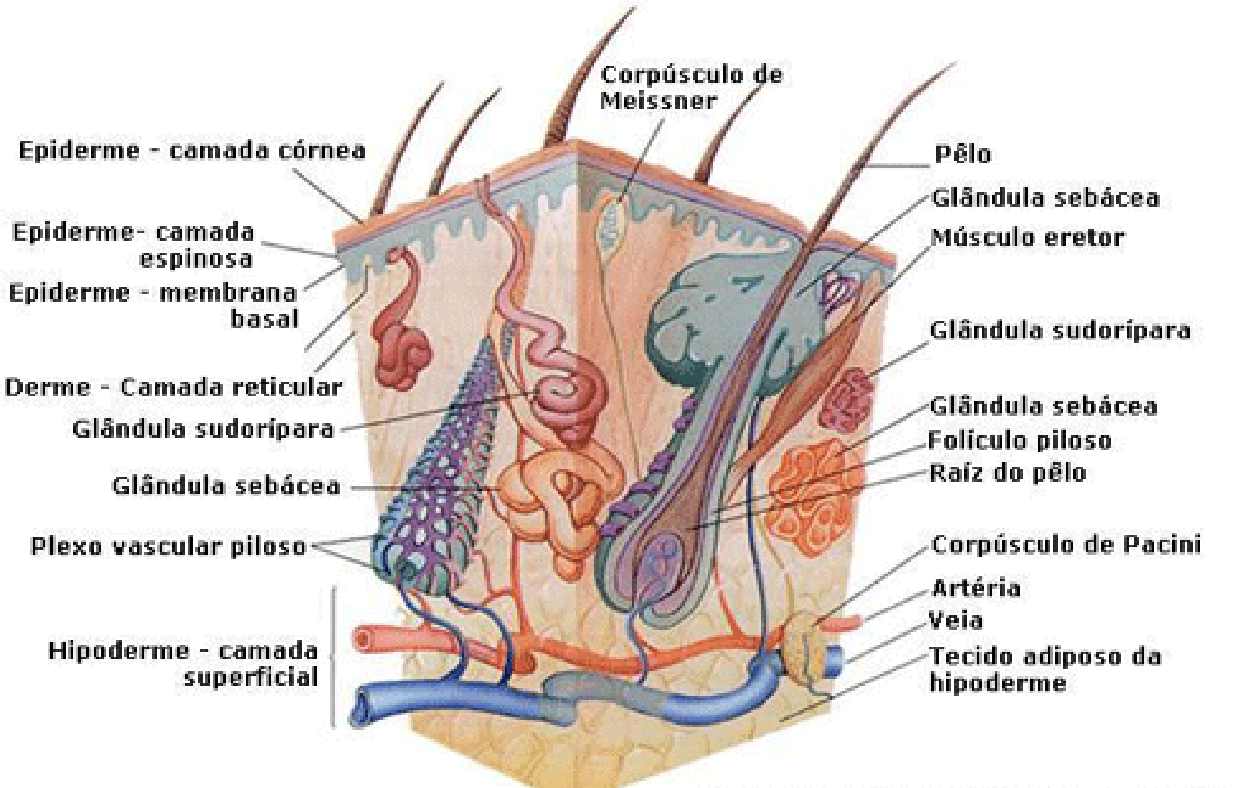 Corpúsculo de
Meissner
Epiderme - camada córnea
Epiderme- camada
espinosa
Epiderme - membrana
basal
Derme - Camada reticular
Glândula sudorípara
Glândula sebácea
Plexo vascular piloso
Hipoderme - camada
superficial
Pêlo
Glândula sebácea
Músculo eretor
Glândula sudorípara
Glândula sebácea
Folículo piloso
Raíz do pêlo
Corpúsculo de Pacini
Artéria
Veia
Tecido adiposo da
hipoderme